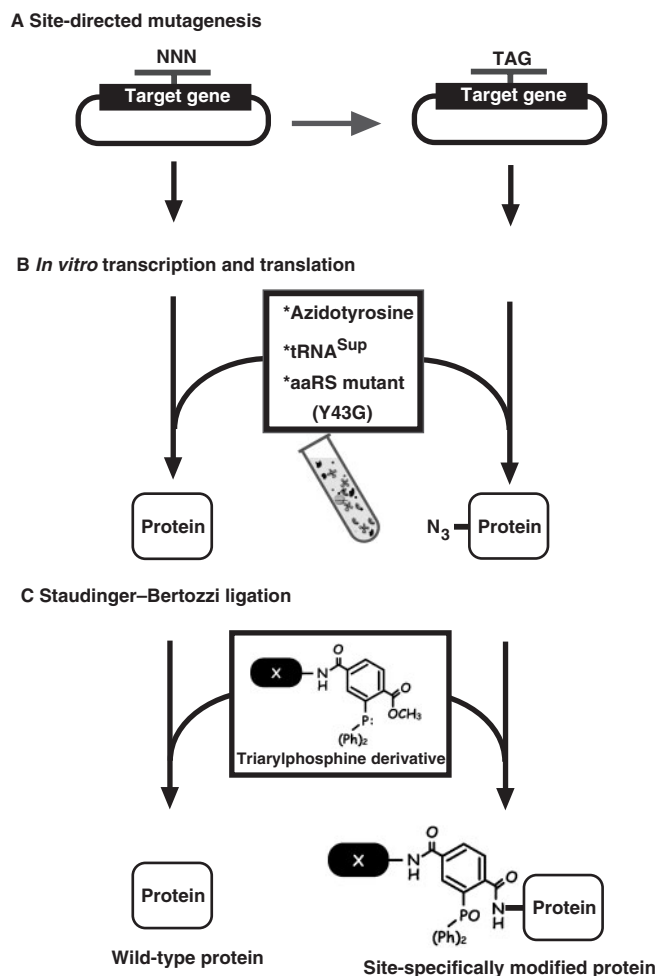 A Site-directed mutagenesis
NNN
Target gene
TAG
Target gene
B In vitro transcription and translation
*Azidotyrosine
*tRNA^Sup
*aaRS mutant
(Y43G)
Protein
N₃ Protein
C Staudinger–Bertozzi ligation
X
N
H
O
O
OCH₃
P:
(Ph)₂
Triarylphosphine derivative
Protein
Wild-type protein
X
N
H
O
O
N
H
PO
(Ph)₂
Protein
Site-specifically modified protein